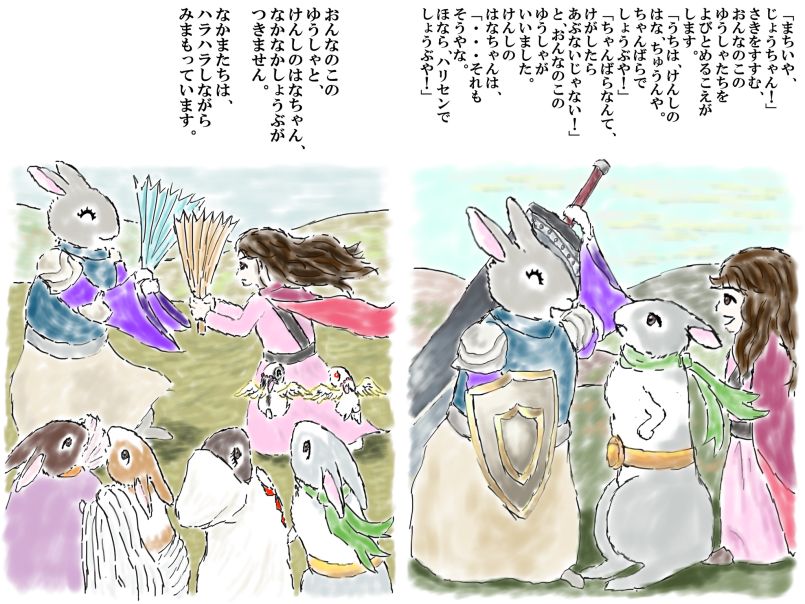 「まちいや、
じょうちゃん！」
さきをすすむ、
おんなのこの
ゆうしゃたちを
よびとめるこえが
します。
「うちは、けんしの
はな・ちゅうんや。
ちゃんばらで
しょうぶや！」
「ちゃんばらなんて、
けがしたら
あぶないじゃない！」
と、おんなのこの
ゆうしゃが
いいました。
けんしの
はなちゃんは、
「・・・それも
そうやな。
ほなら、ハリセンで
しょうぶや！」
おんなのこの
ゆうしゃと、
けんしのはなちゃん、
なかなかしょうぶが
つきません。
なかまたちは、
ハラハラしながら
みまもっています。